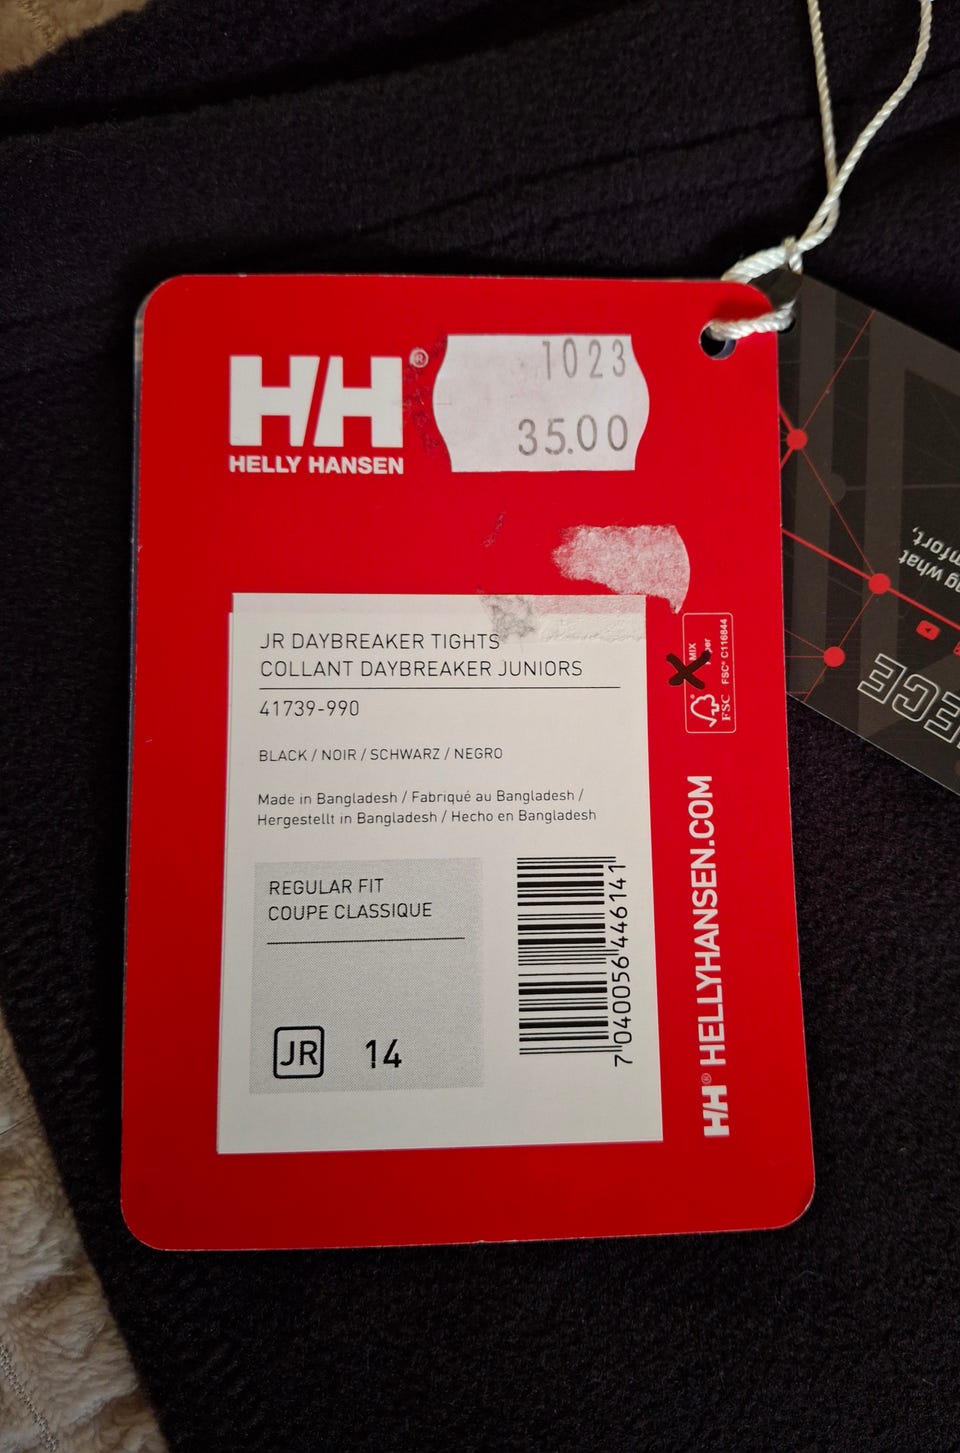 HH®
HELLY HANSEN
1023
35.00
JR DAYBREAKER TIGHTS
COLLANT DAYBREAKER JUNIORS
41739-990
BLACK / NOIR / SCHWARZ / NEGRO
Made in Bangladesh / Fabriqué au Bangladesh /
Hergestellt in Bangladesh / Hecho en Bangladesh
REGULAR FIT
COUPE CLASSIQUE
JR 14
7 040056 446141
MIX
FSC® C116844
FSC
HH® HELLYHANSEN.COM
what